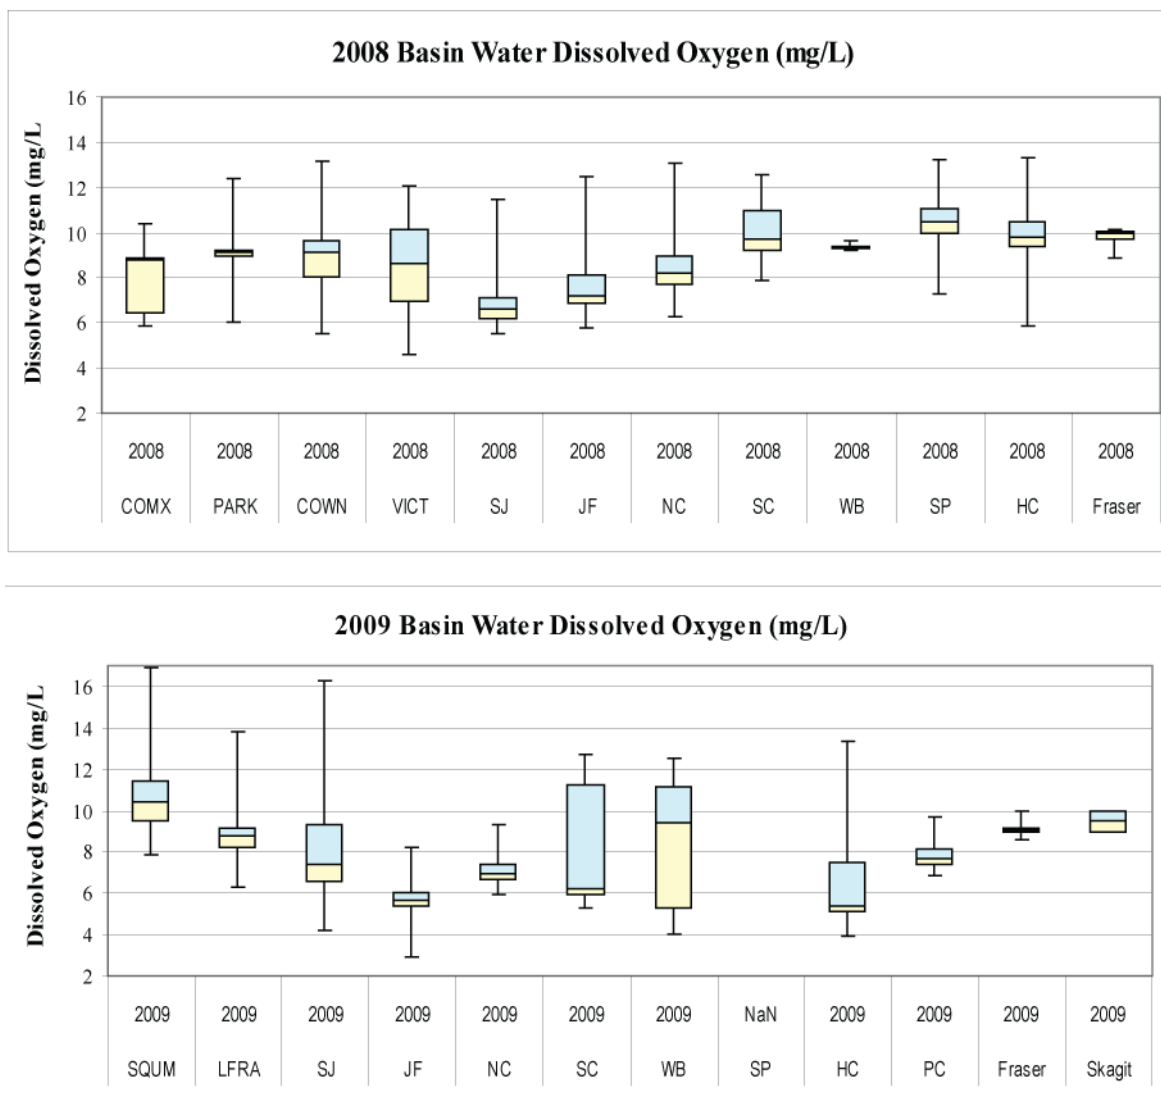 2008 Basin Water Dissolved Oxygen (mg/L)
Dissolved Oxygen (mg/L
16
14
12
10
8
6
4
2
2008 2008 2008 2008 2008 2008 2008 2008 2008 2008 2008 2008
COMX PARK COWN VICT SJ JF NC SC WB SP HC Fraser
2009 Basin Water Dissolved Oxygen (mg/L)
Dissolved Oxygen (mg/L
16
14
12
10
8
6
4
2
2009 2009 2009 2009 2009 2009 2009 NaN 2009 2009 2009 2009
SQUM LFRA SJ JF NC SC WB SP HC PC Fraser Skagit